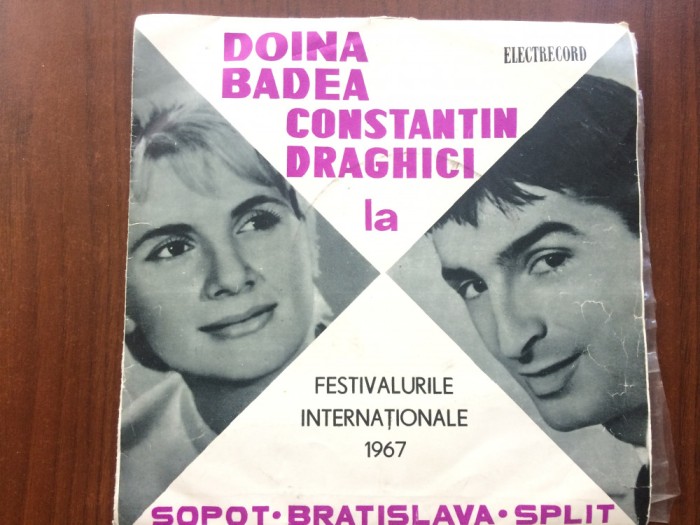 DOINA
BADEA
CONSTANTIN
DRAGHICI
la
ELECTRECORD
FESTIVALURILE
INTERNAȚIONALE
1967
SOPOT • BRATISLAVA • SPLIT